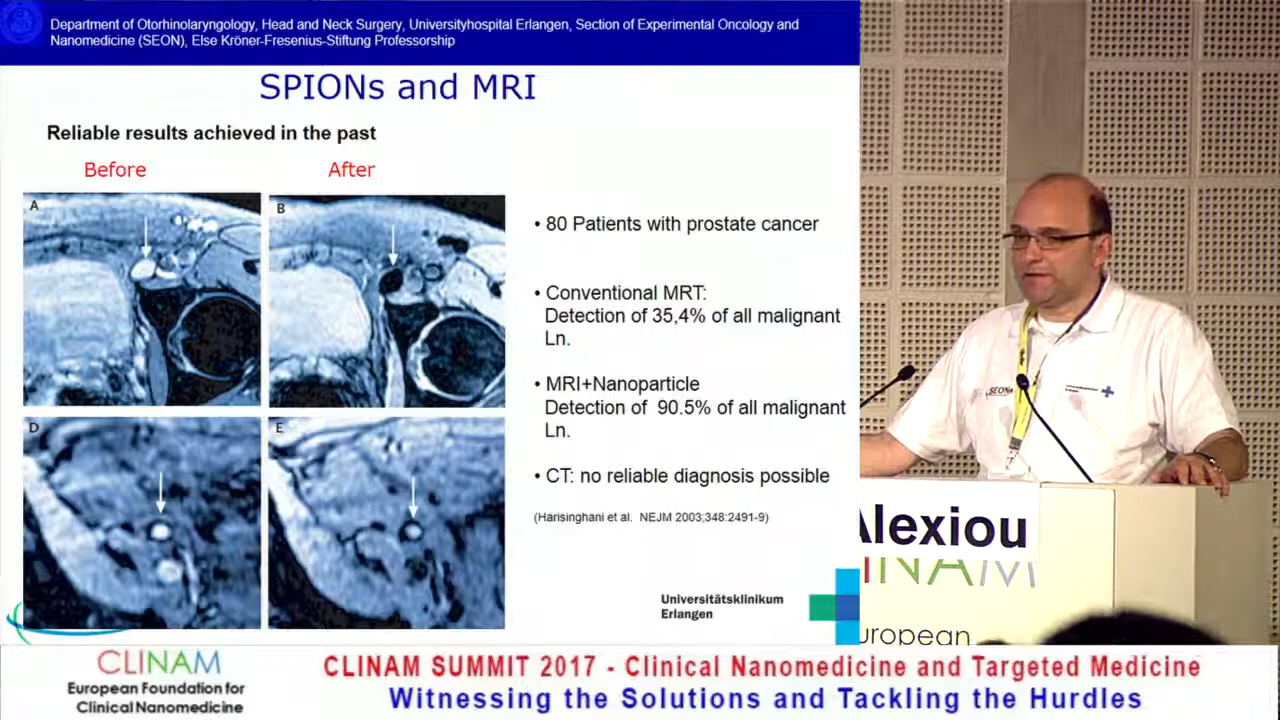 Department of Otorhinolaryngology, Head and Neck Surgery, Universityhospital Erlangen, Section of Experimental Oncology and
Nanomedicine (SEON), Else Kröner-Fresenius-Stiftung Professorship
SPIONs and MRI
Reliable results achieved in the past
Before
After
A
B
D
E
• 80 Patients with prostate cancer
• Conventional MRT:
Detection of 35,4% of all malignant
Ln.
• MRI+Nanoparticle
Detection of 90.5% of all malignant
Ln.
• CT: no reliable diagnosis possible
(Harisinghani et al. NEJM 2003;348:2491-9)
Universitätsklinikum
Erlangen
SEON
Alexiou
CLINAM
European Foundation for
Clinical Nanomedicine
CLINAM SUMMIT 2017 - Clinical Nanomedicine and Targeted Medicine
Witnessing the Solutions and Tackling the Hurdles